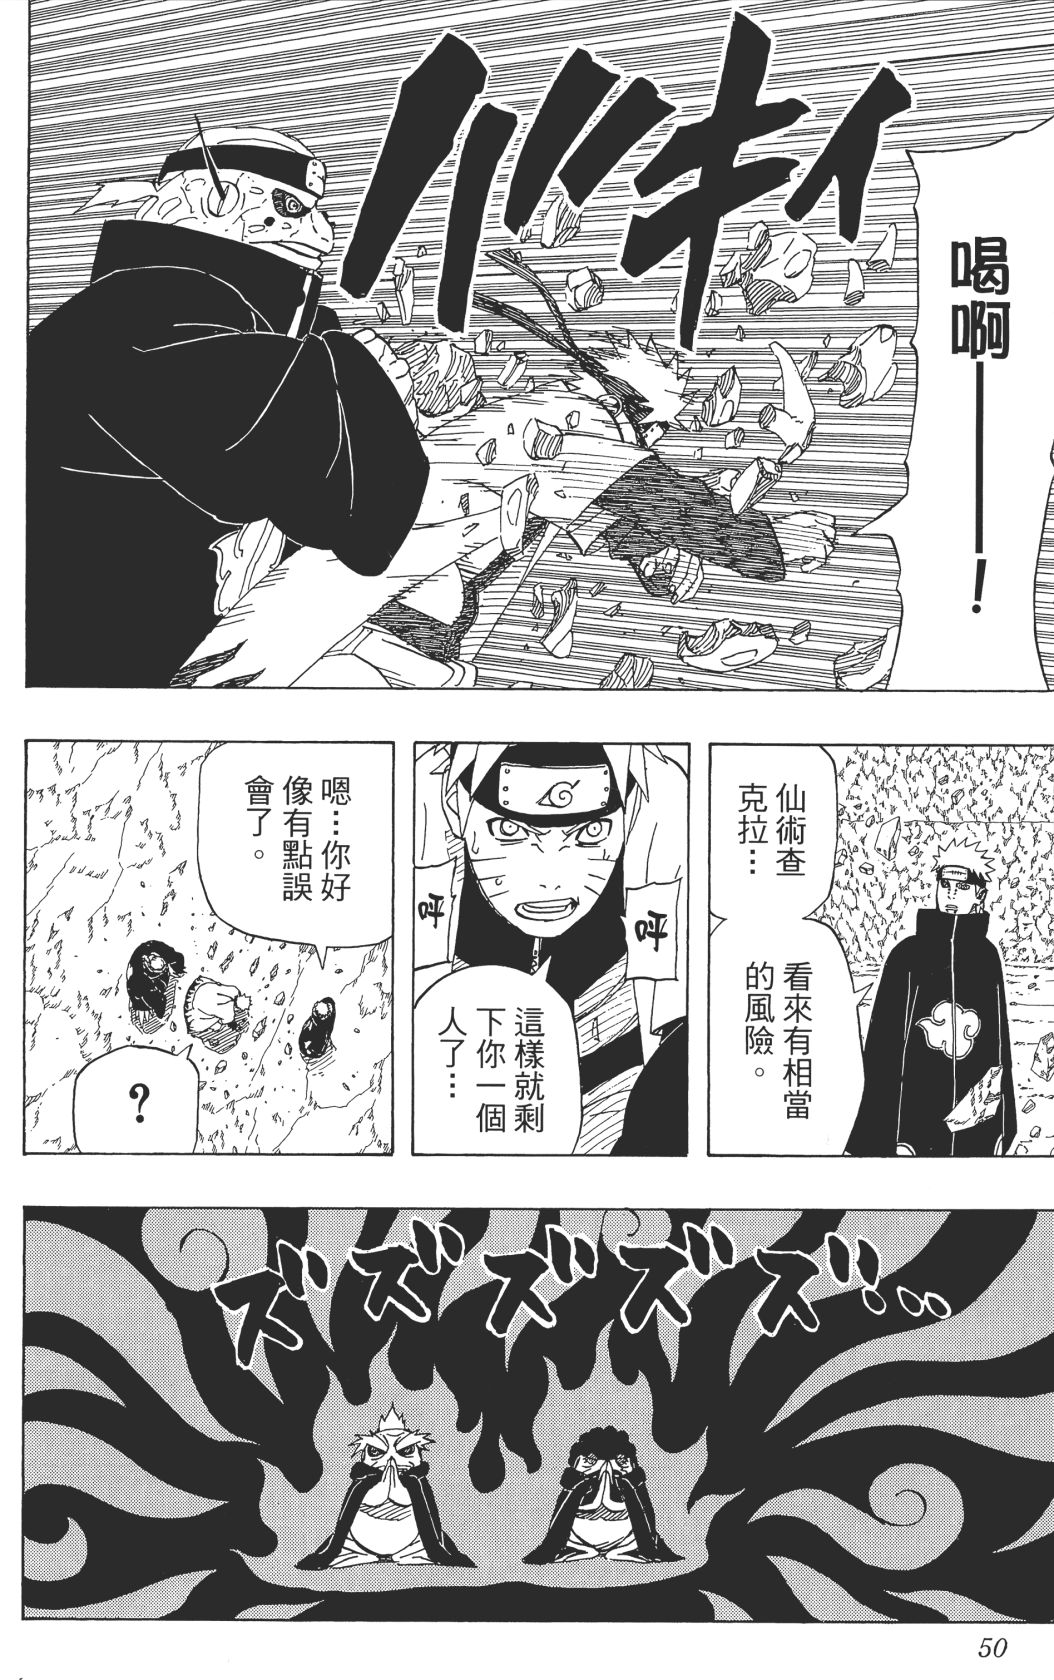 バキィ
喝啊——！
仙術查
克拉…
看來有相當
的風險。
呼
呼
這樣就剩
下你一個
人了…
嗯…你好
像有點誤
會了。
？
ズズズズズ…
50